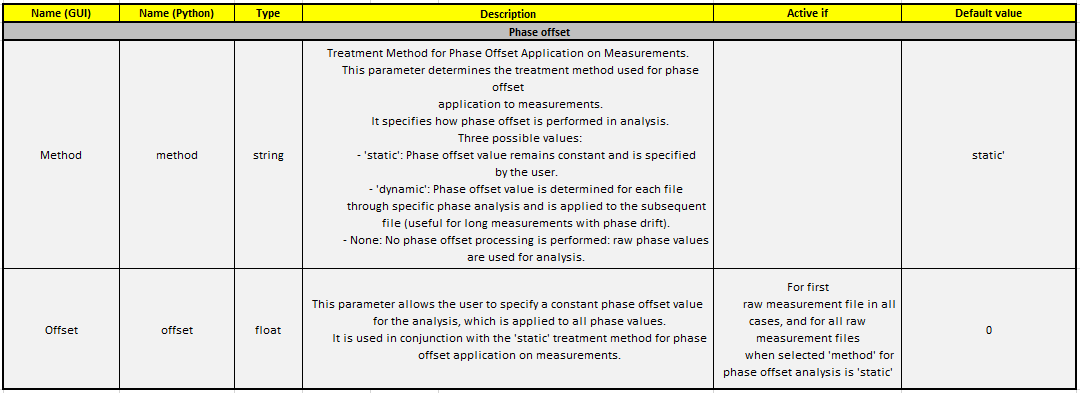 Name (GUI) Name (Python) Type Description Active if Default value
Phase offset
Treatment Method for Phase Offset Application on Measurements.
This parameter determines the treatment method used for phase
offset
application to measurements.
It specifies how phase offset is performed in analysis.
Three possible values:
Method method string - 'static': Phase offset value remains constant and is specified static'
by the user.
- 'dynamic': Phase offset value is determined for each file
through specific phase analysis and is applied to the subsequent
file (useful for long measurements with phase drift).
- None: No phase offset processing is performed: raw phase values
are used for analysis.
Offset offset float
This parameter allows the user to specify a constant phase offset value
for the analysis, which is applied to all phase values.
It is used in conjunction with the 'static' treatment method for phase
offset application on measurements.
For first
raw measurement file in all
cases, and for all raw
measurement files
when selected 'method' for
phase offset analysis is 'static'
0